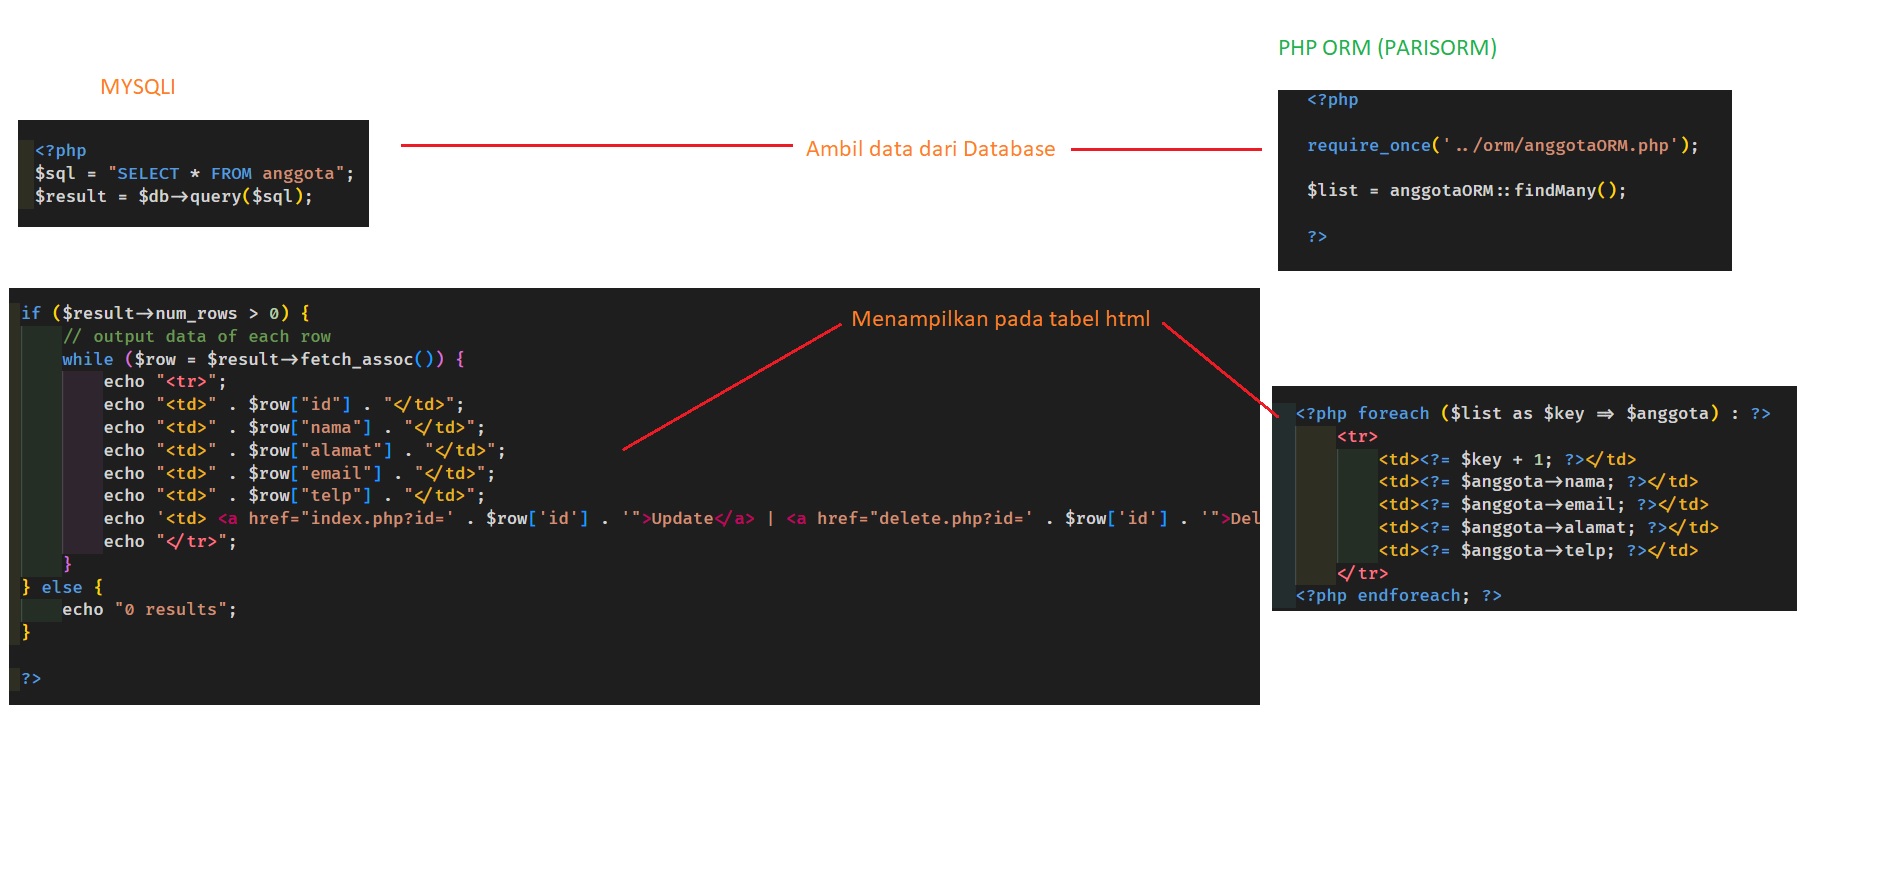 PHP ORM (PARISORM)
MYSQLI
<?php
$sql = "SELECT * FROM anggota";
$result = $db->query($sql);
Ambil data dari Database
<?php
require_once('../orm/anggotaORM.php');
$list = anggotaORM::findMany();
?>
if ($result->num_rows > 0) {
// output data of each row
while ($row = $result->fetch_assoc()) {
echo "<tr>";
echo "<td>" . $row["id"] . "</td>";
echo "<td>" . $row["nama"] . "</td>";
echo "<td>" . $row["alamat"] . "</td>";
echo "<td>" . $row["email"] . "</td>";
echo "<td>" . $row["telp"] . "</td>";
echo '<td> <a href="index.php?id=' . $row['id'] . '">Update</a> | <a href="delete.php?id=' . $row['id'] . '">Del
echo "</tr>";
}
} else {
echo "0 results";
}
?>
Menampilkan pada tabel html
<?php foreach ($list as $key => $anggota) : ?>
<tr>
<td><?= $key + 1; ?></td>
<td><?= $anggota->nama; ?></td>
<td><?= $anggota->email; ?></td>
<td><?= $anggota->alamat; ?></td>
<td><?= $anggota->telp; ?></td>
</tr>
<?php endforeach; ?>